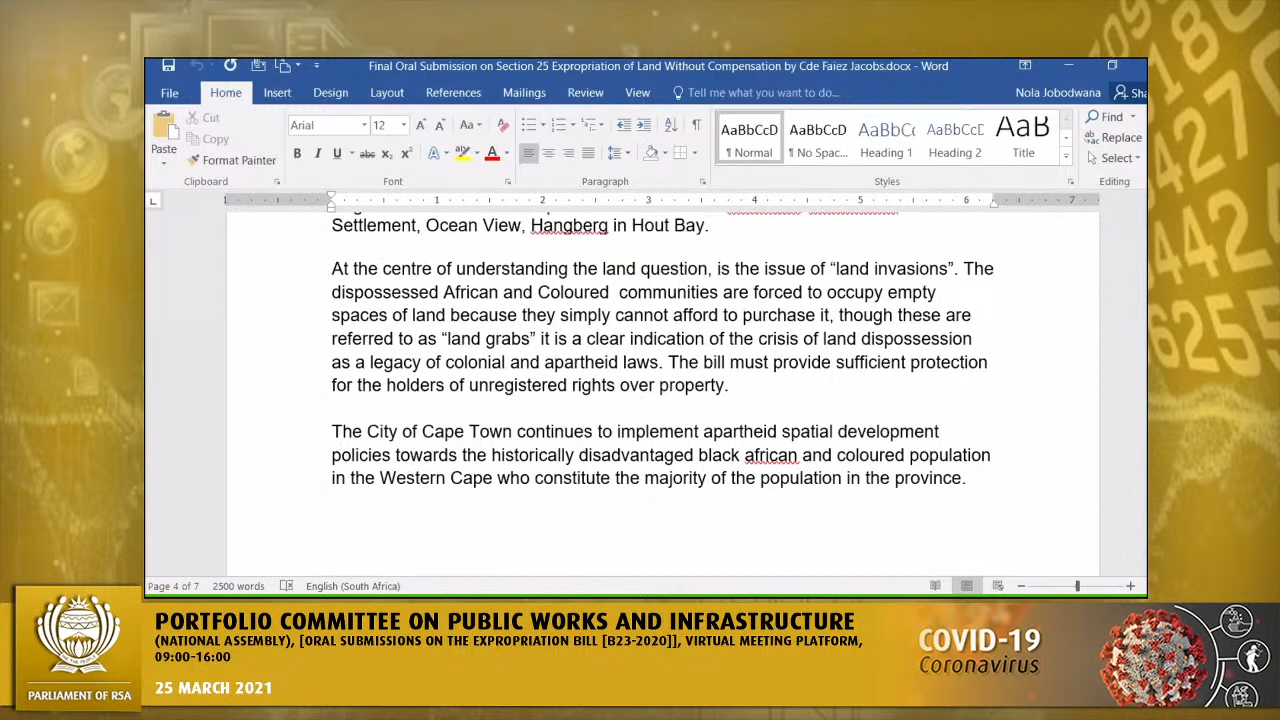 Final Oral Submission on Section 25 Expropriation of Land Without Compensation by Cde Faiez Jacobs.docx - Word
File Home Insert Design Layout References Mailings Review View Tell me what you want to do... Nola Jobodwana Sha
Paste
Cut
Copy
Format Painter
Clipboard
Arial 12
Font
Paragraph
AaBbCcD AaBbCcD AaBbCc AaBbCcD AaB
¶ Normal ¶ No Spac... Heading 1 Heading 2 Title
Styles
Find
Replace
Select
Editing
1 1 2 3 4 5 6 7
Settlement, Ocean View, Hangberg in Hout Bay.
At the centre of understanding the land question, is the issue of “land invasions”. The
dispossessed African and Coloured  communities are forced to occupy empty
spaces of land because they simply cannot afford to purchase it, though these are
referred to as “land grabs” it is a clear indication of the crisis of land dispossession
as a legacy of colonial and apartheid laws. The bill must provide sufficient protection
for the holders of unregistered rights over property.
The City of Cape Town continues to implement apartheid spatial development
policies towards the historically disadvantaged black african and coloured population
in the Western Cape who constitute the majority of the population in the province.
Page 4 of 7 2500 words English (South Africa)
PARLIAMENT OF RSA
PORTFOLIO COMMITTEE ON PUBLIC WORKS AND INFRASTRUCTURE
(NATIONAL ASSEMBLY), [ORAL SUBMISSIONS ON THE EXPROPRIATION BILL [B23-2020]], VIRTUAL MEETING PLATFORM,
09:00-16:00
25 MARCH 2021
COVID-19
Coronavirus